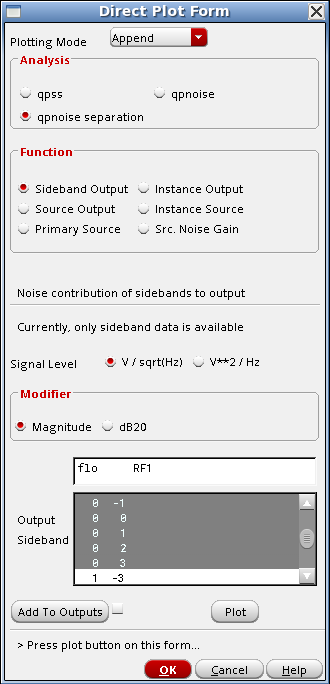 Direct Plot Form
Plotting Mode Append
Analysis
qpss qpnoise
qpnoise separation
Function
Sideband Output Instance Output
Source Output Instance Source
Primary Source Src. Noise Gain
Noise contribution of sidebands to output
Currently, only sideband data is available
Signal Level V / sqrt(Hz) V**2 / Hz
Modifier
Magnitude dB20
flo RF1
Output
Sideband
0 -1
0 0
0 1
0 2
0 3
1 -3
Add To Outputs Plot
> Press plot button on this form...
OK Cancel Help